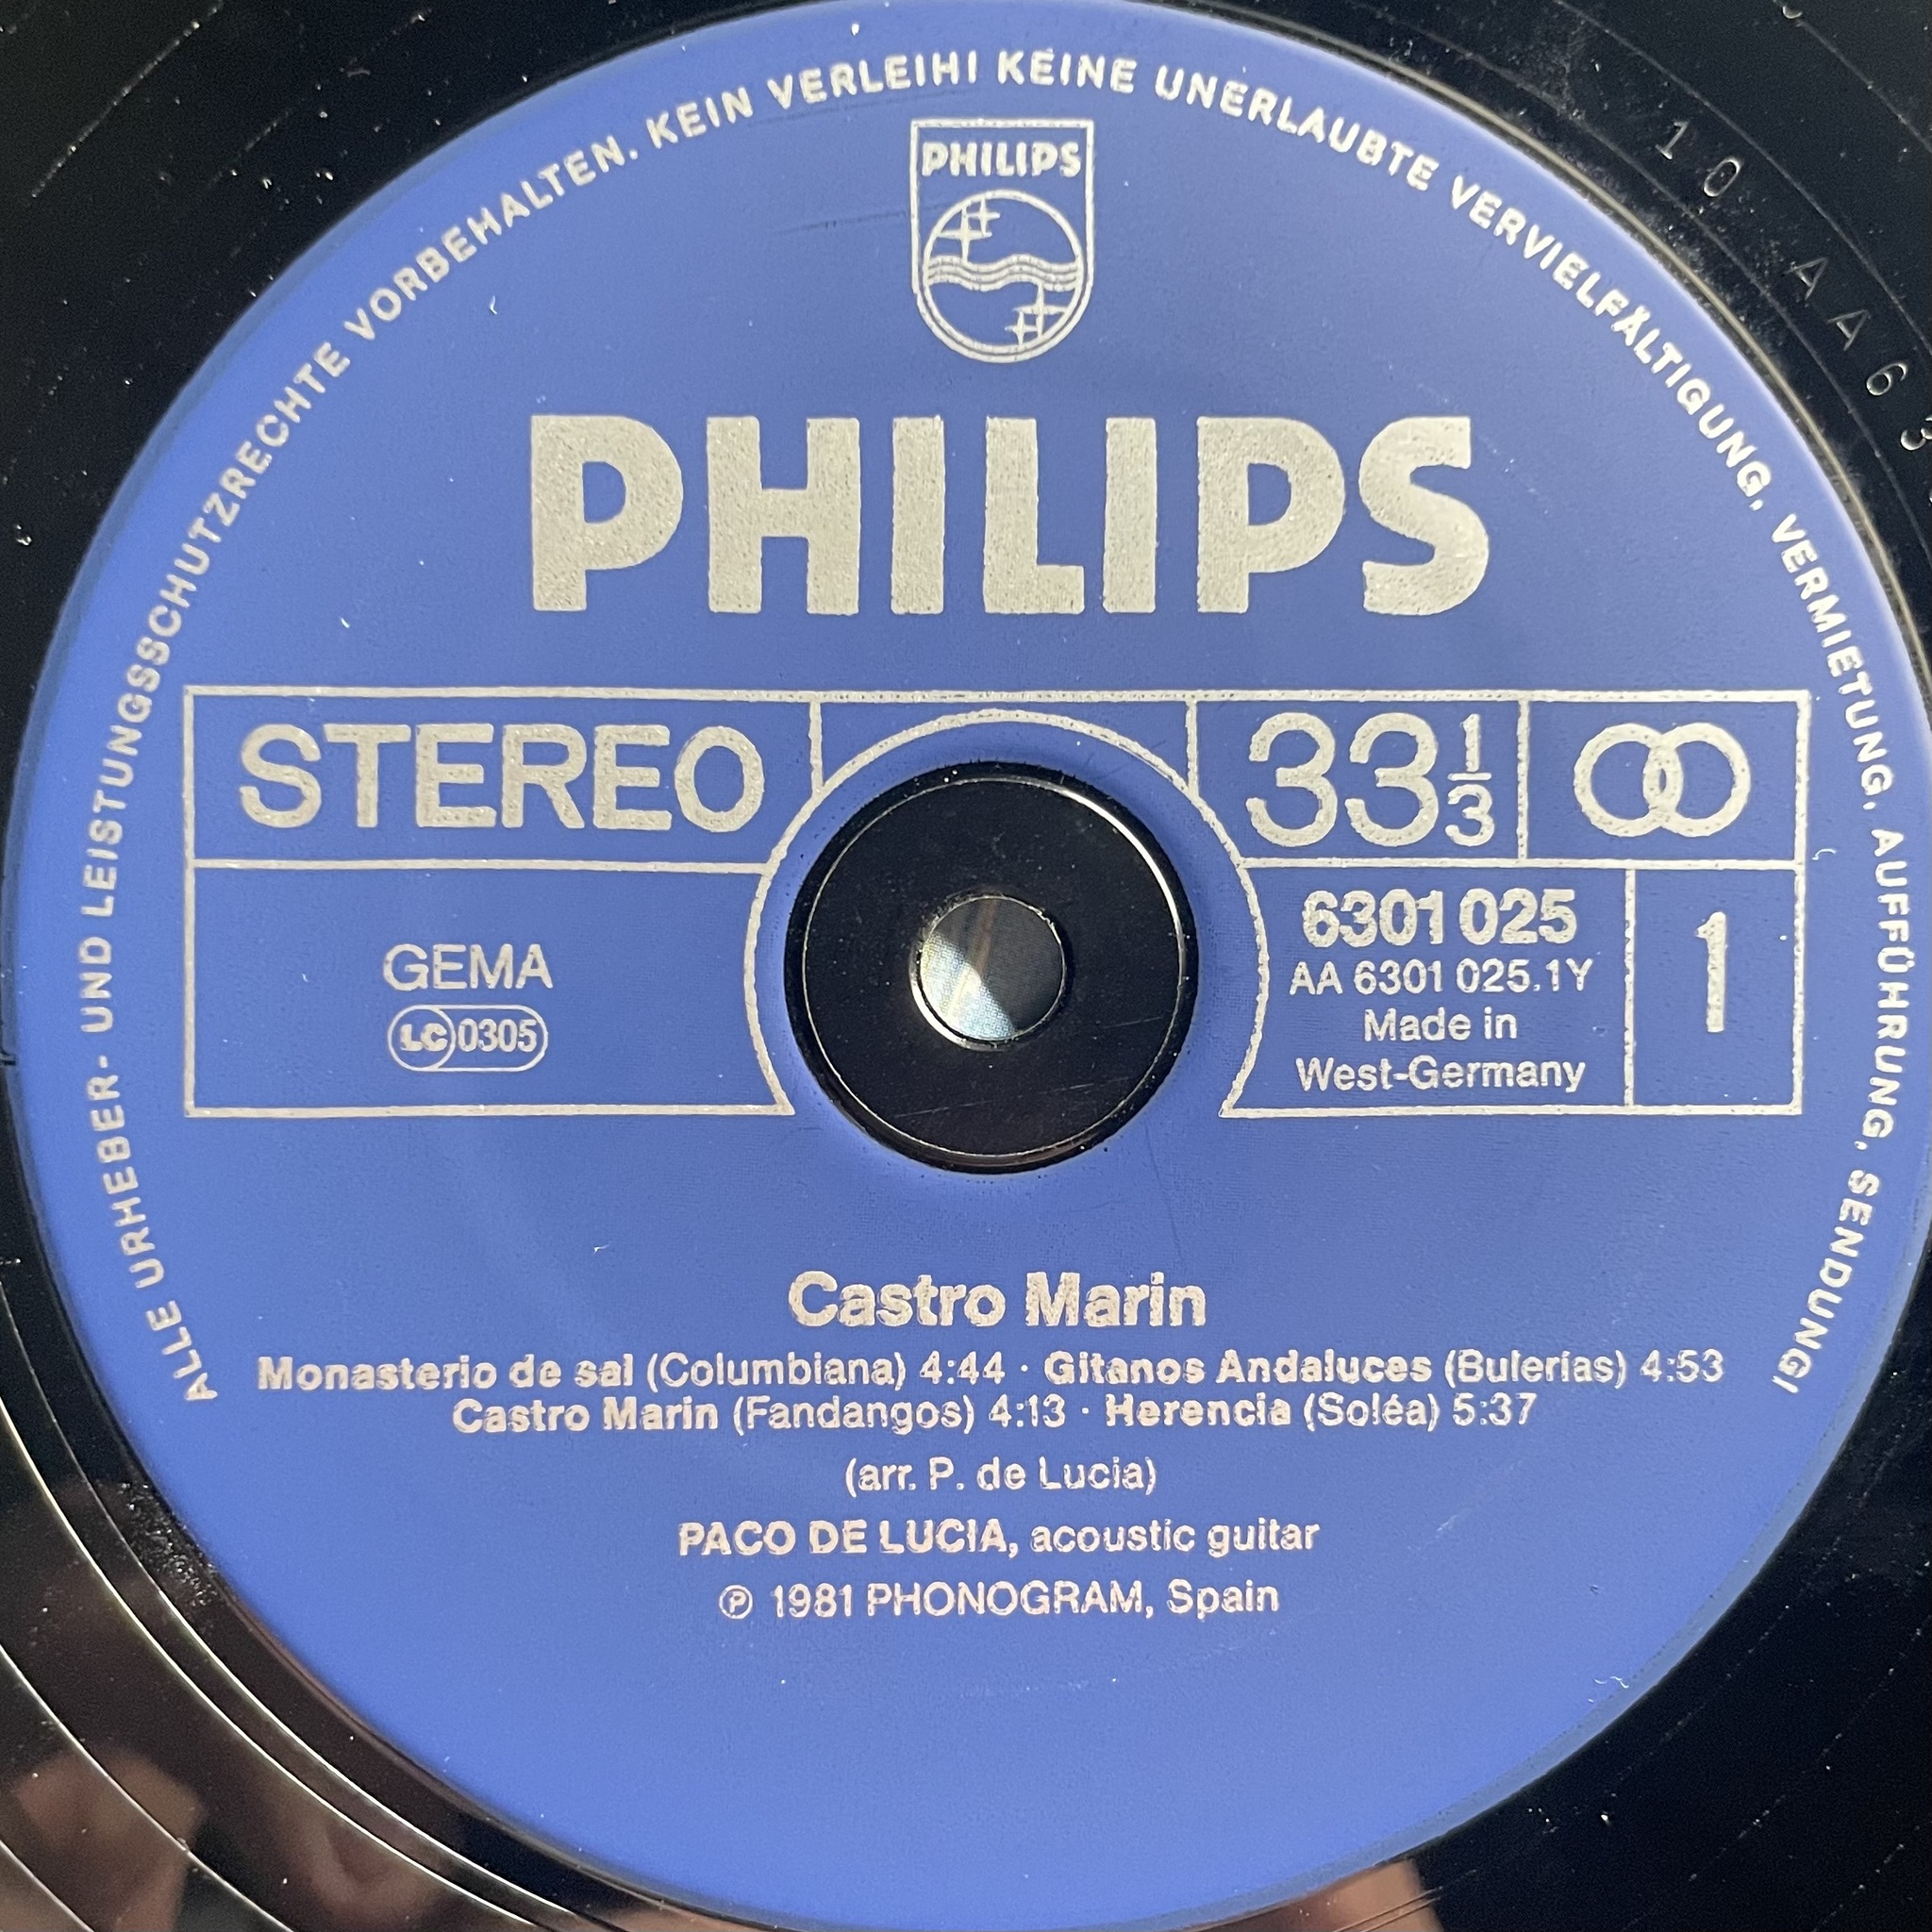 ALLE URHEBER- UND LEISTUNGSSCHUTZRECHTE VORBEHALTEN. KEIN VERLEIH! KEINE UNERLAUBTE VERVIELFÄLTIGUNG, VERMIETUNG, AUFFÜHRUNG, SENDUNG!
PHILIPS
PHILIPS
STEREO
33 1/3
GEMA
LC 0305
6301 025
AA 6301 025.1Y
Made in
West-Germany
1
Castro Marin
Monasterio de sal (Columbiana) 4:44 · Gitanos Andaluces (Bulerías) 4:53
Castro Marin (Fandangos) 4:13 · Herencia (Soléa) 5:37
(arr. P. de Lucia)
PACO DE LUCIA, acoustic guitar
℗ 1981 PHONOGRAM, Spain
10 AA 63